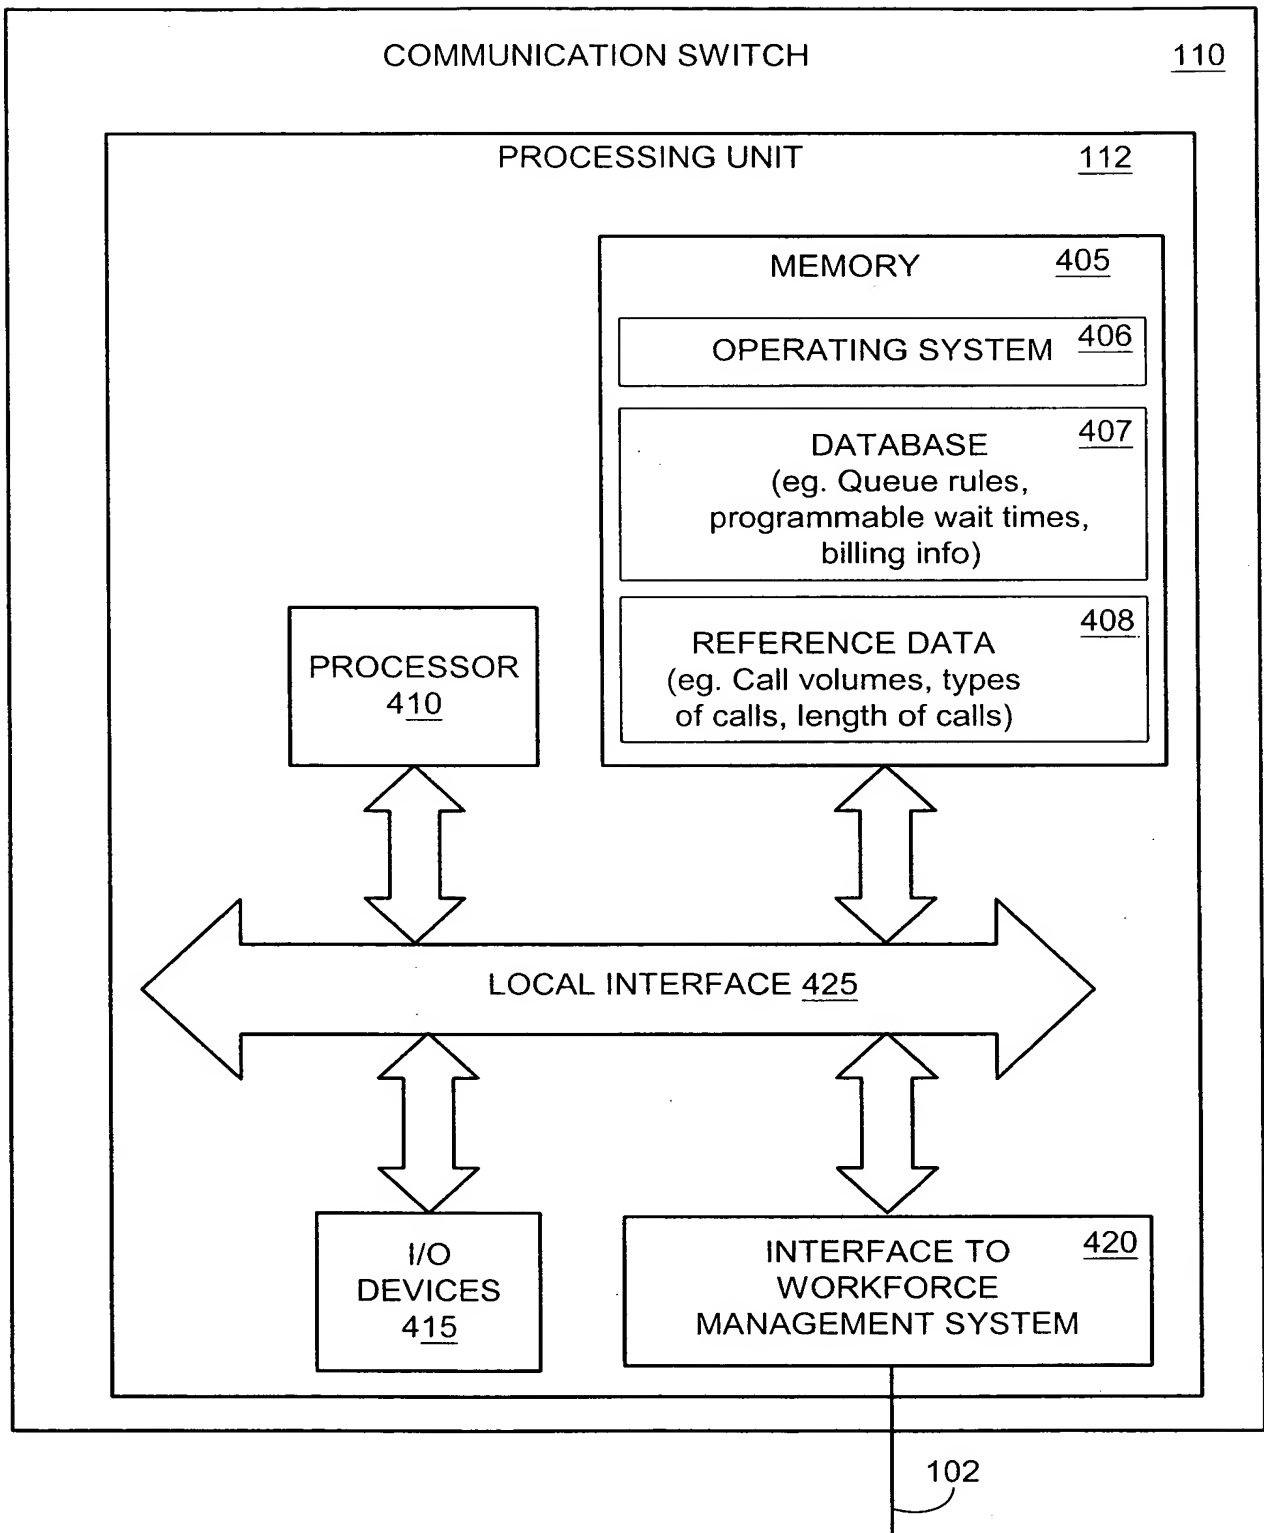 COMMUNICATION SWITCH 110
PROCESSING UNIT 112
MEMORY 405
OPERATING SYSTEM 406
DATABASE 407
(eg. Queue rules,
programmable wait times,
billing info)
REFERENCE DATA 408
(eg. Call volumes, types
of calls, length of calls)
PROCESSOR
410
LOCAL INTERFACE 425
I/O
DEVICES
415
INTERFACE TO 420
WORKFORCE
MANAGEMENT SYSTEM
102